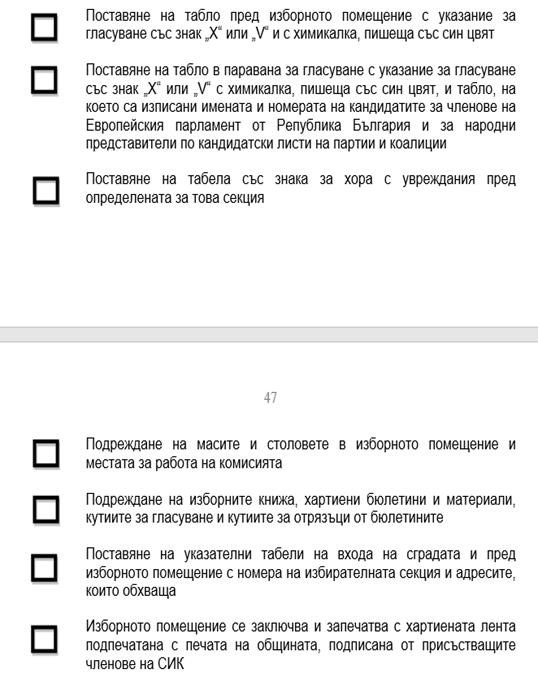 Поставяне на табло пред изборното помещение с указание за
гласуване със знак „X“ или „V“ и с химикалка, пишеща със син цвят
Поставяне на табло в паравана за гласуване с указание за гласуване
със знак „X“ или „V“ с химикалка, пишеща със син цвят, и табло, на
което са изписани имената и номерата на кандидатите за членове на
Европейския парламент от Република България и за народни
представители по кандидатски листи на партии и коалиции
Поставяне на табела със знака за хора с увреждания пред
определената за това секция
47
Подреждане на масите и столовете в изборното помещение и
местата за работа на комисията
Подреждане на изборните книжа, хартиени бюлетини и материали,
кутиите за гласуване и кутиите за отрязъци от бюлетините
Поставяне на указателни табели на входа на сградата и пред
изборното помещение с номера на избирателната секция и адресите,
които обхваща
Изборното помещение се заключва и запечатва с хартиената лента
подпечатана с печата на общината, подписана от присъстващите
членове на СИК